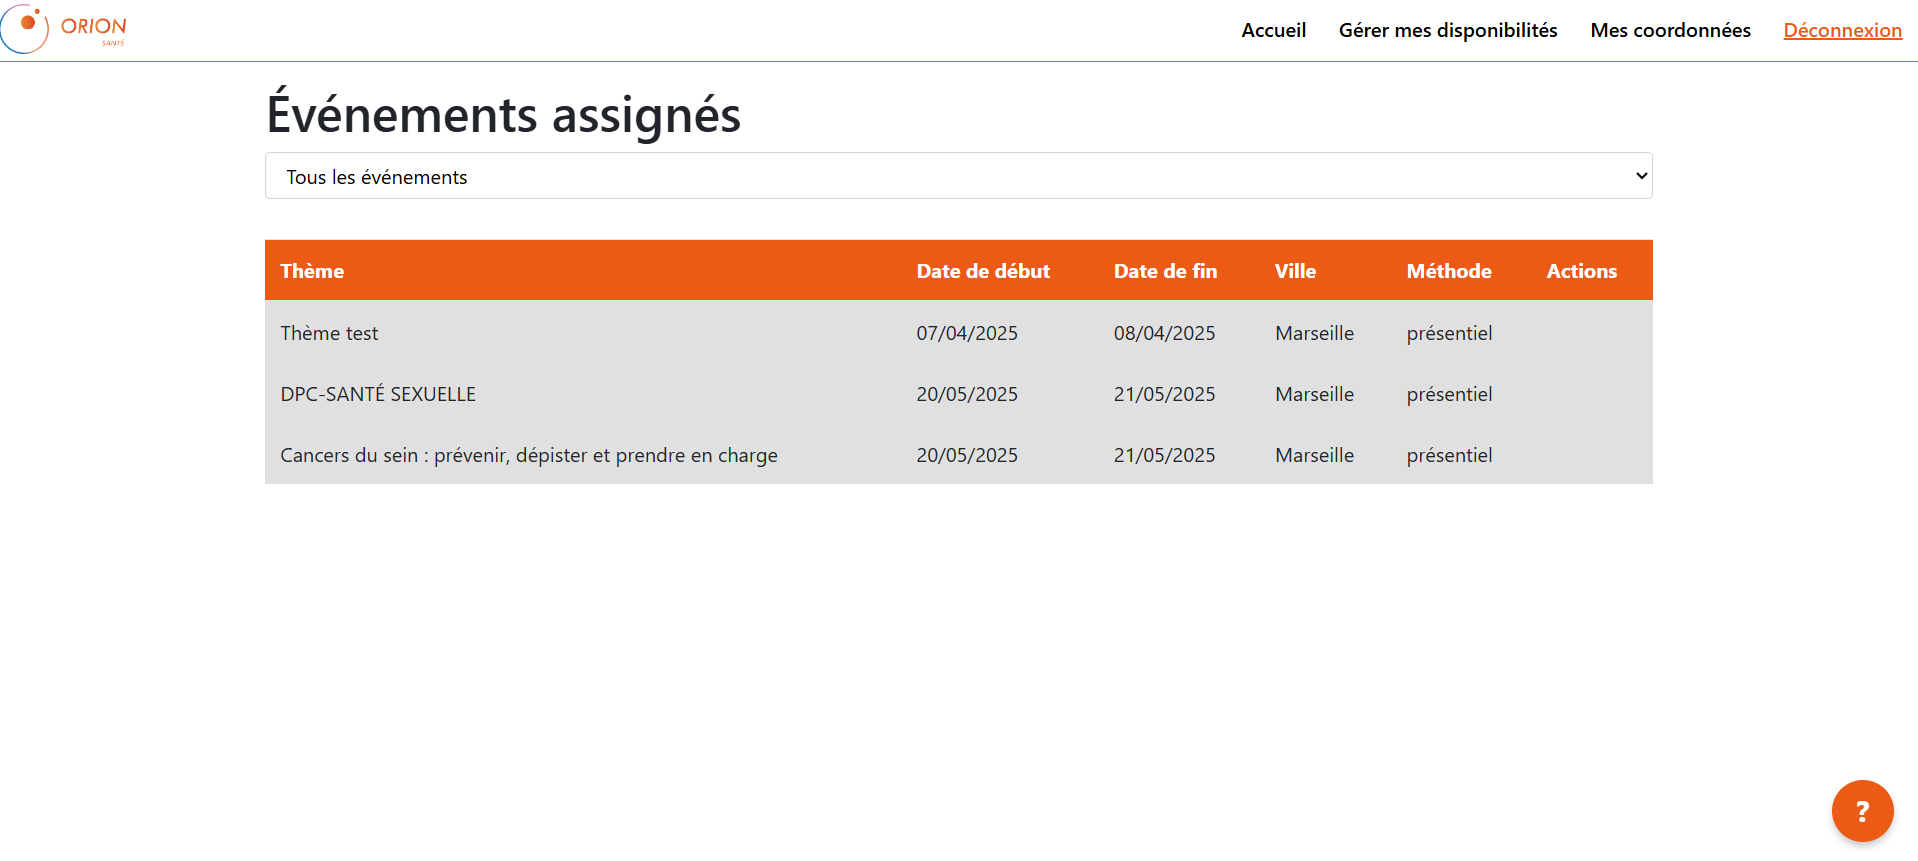 ORION
SANTÉ
Accueil Gérer mes disponibilités Mes coordonnées Déconnexion
Événements assignés
Tous les événements
Thème Date de début Date de fin Ville Méthode Actions
Thème test 07/04/2025 08/04/2025 Marseille présentiel
DPC-SANTÉ SEXUELLE 20/05/2025 21/05/2025 Marseille présentiel
Cancers du sein : prévenir, dépister et prendre en charge 20/05/2025 21/05/2025 Marseille présentiel
?